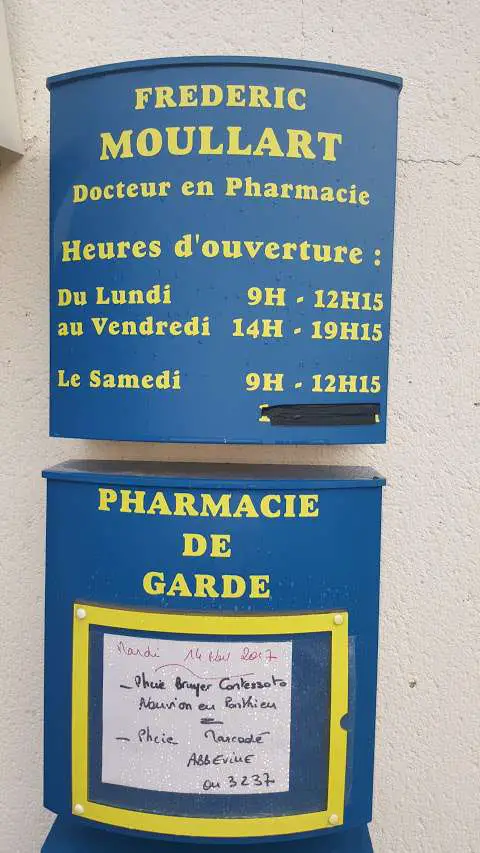 FREDERIC
MOULLART
Docteur en Pharmacie
Heures d'ouverture :
Du Lundi 9H - 12H15
au Vendredi 14H - 19H15
Le Samedi 9H - 12H15
PHARMACIE
DE
GARDE
Mardi 14 2017
- Phcie Bruyer Contessoto
Nouvion en Ponthieu
- Phcie Marcadé
ABBEVILLE
ou 3237